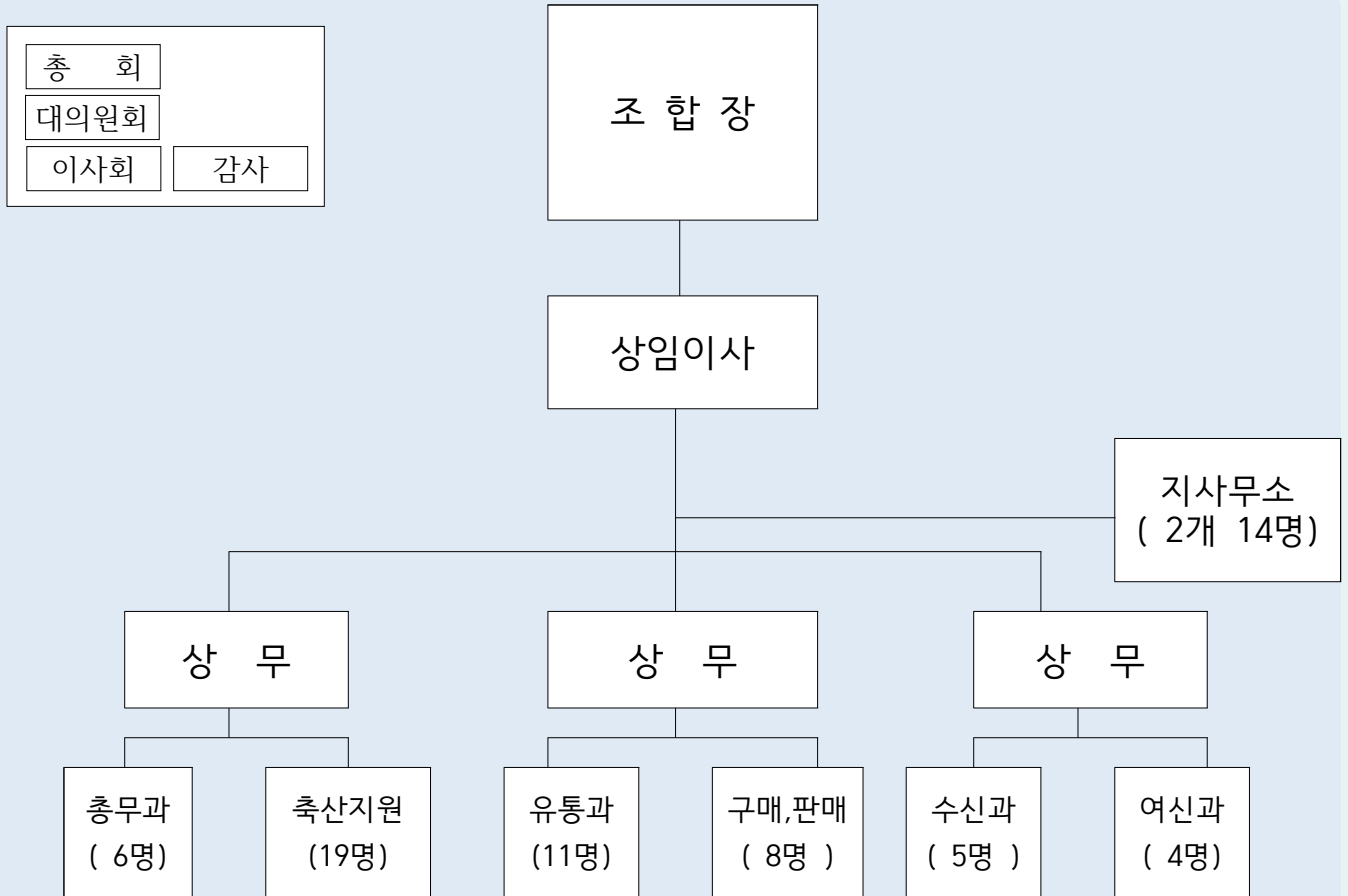 총 회
대의원회
이사회 감사
조 합 장
상임이사
지사무소
( 2개 14명)
상 무
상 무
상 무
총무과
( 6명)
축산지원
(19명)
유통과
(11명)
구매,판매
( 8명 )
수신과
( 5명 )
여신과
( 4명)